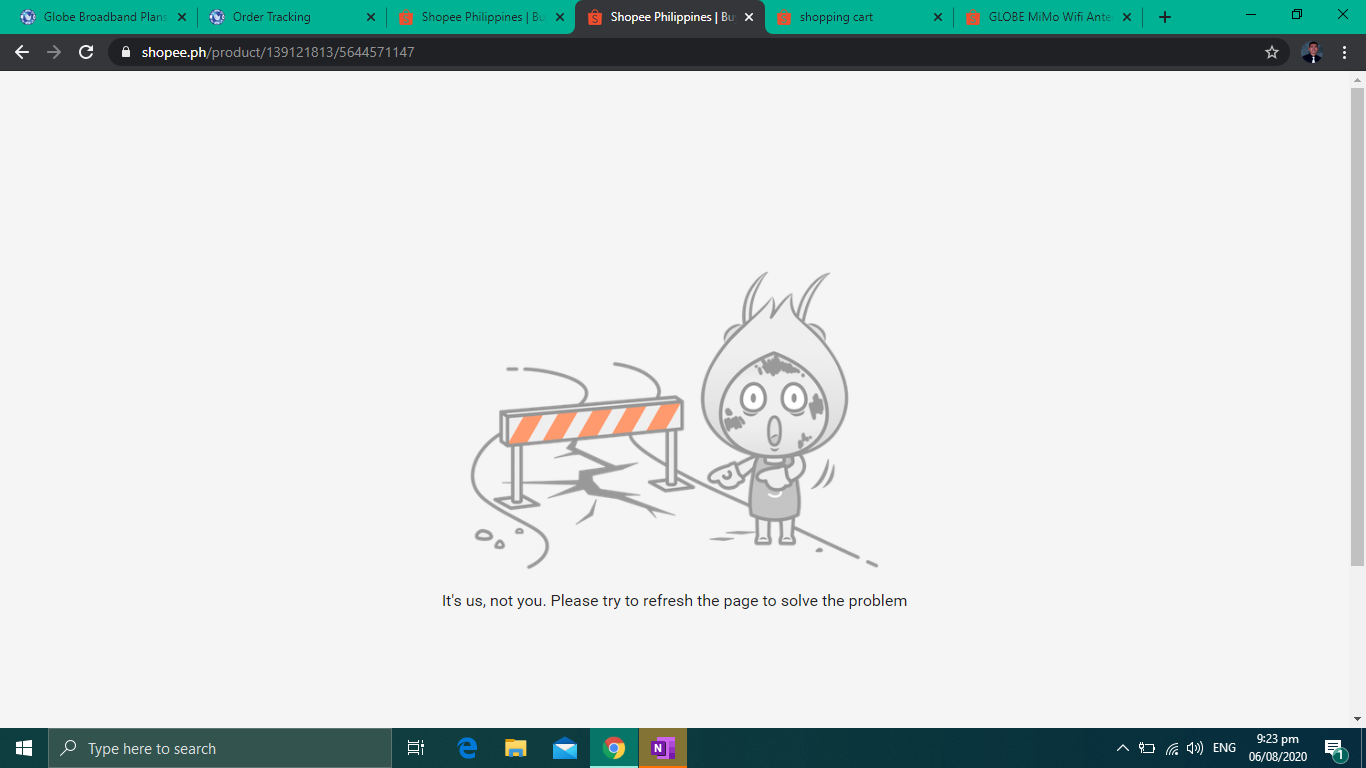 Globe Broadband Plans
Order Tracking
Shopee Philippines | Bu
Shopee Philippines | Bu
shopping cart
GLOBE MiMo Wifi Ante
shopee.ph/product/139121813/5644571147
It's us, not you. Please try to refresh the page to solve the problem
Type here to search
N
ENG
9:23 pm
06/08/2020
1